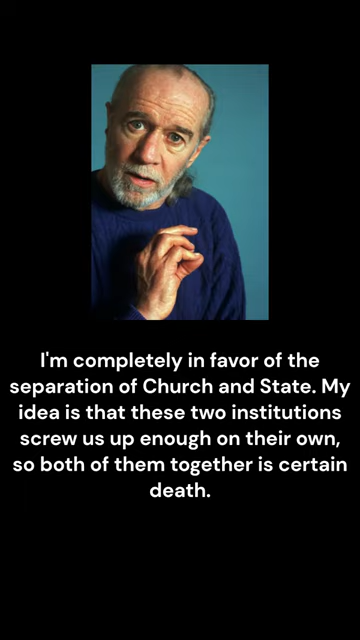 I'm completely in favor of the
separation of Church and State. My
idea is that these two institutions
screw us up enough on their own,
so both of them together is certain
death.